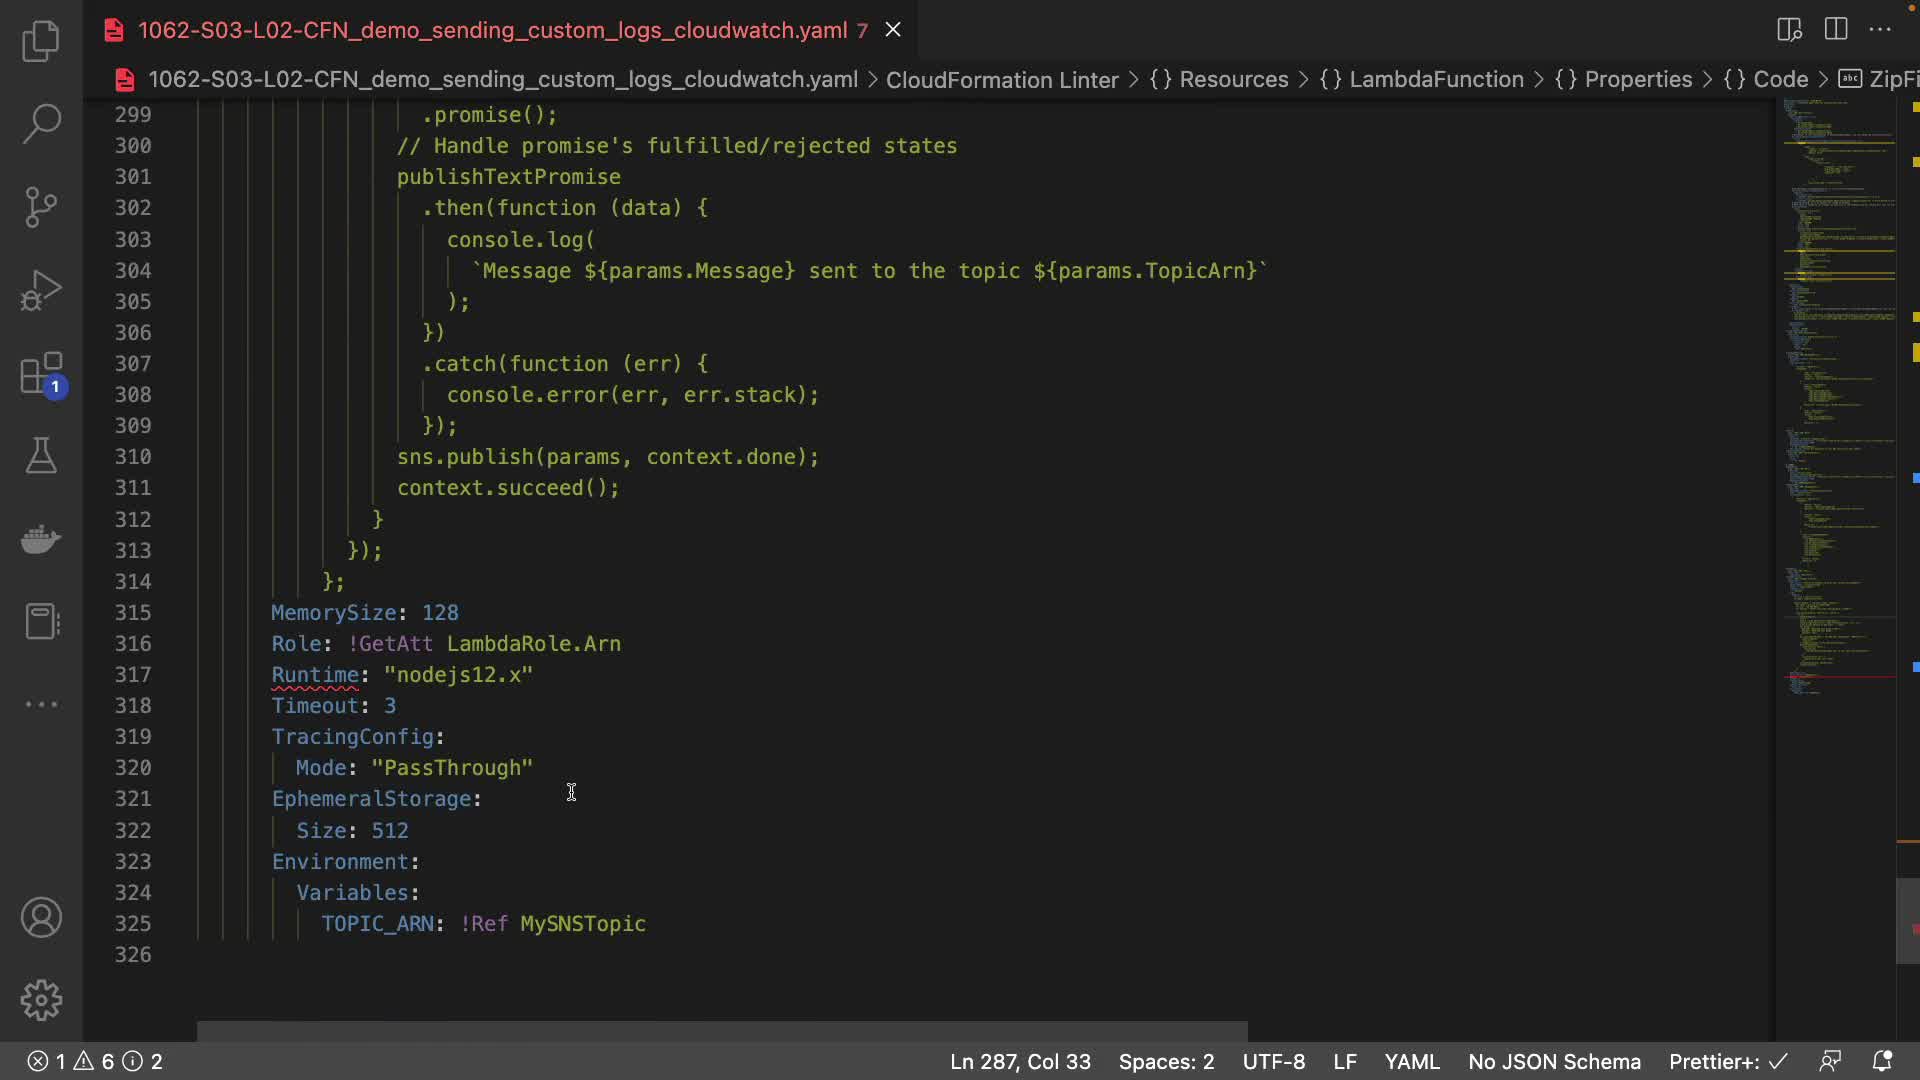 1062-S03-L02-CFN_demo_sending_custom_logs_cloudwatch.yaml 7
1062-S03-L02-CFN_demo_sending_custom_logs_cloudwatch.yaml > CloudFormation Linter > {} Resources > {} LambdaFunction > {} Properties > {} Code > abc ZipFi
299 .promise();
300 // Handle promise's fulfilled/rejected states
301 publishTextPromise
302 .then(function (data) {
303 console.log(
304 `Message ${params.Message} sent to the topic ${params.TopicArn}`
305 );
306 })
307 .catch(function (err) {
308 console.error(err, err.stack);
309 });
310 sns.publish(params, context.done);
311 context.succeed();
312 }
313 });
314 };
315 MemorySize: 128
316 Role: !GetAtt LambdaRole.Arn
317 Runtime: "nodejs12.x"
318 Timeout: 3
319 TracingConfig:
320 Mode: "PassThrough"
321 EphemeralStorage:
322 Size: 512
323 Environment:
324 Variables:
325 TOPIC_ARN: !Ref MySNSTopic
326
1
1 6 2 Ln 287, Col 33 Spaces: 2 UTF-8 LF YAML No JSON Schema Prettier+: ✓